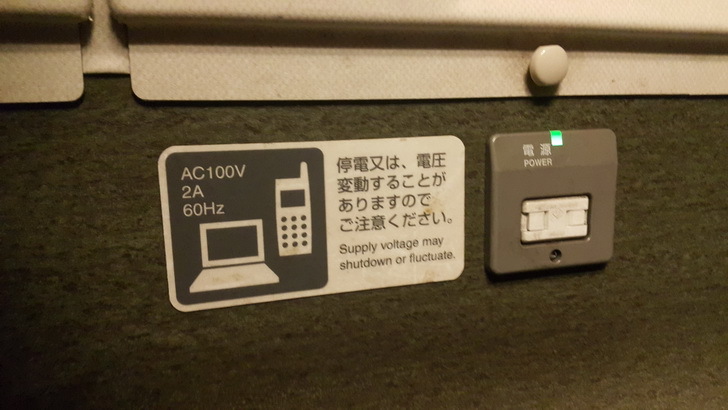 AC100V
2A
60Hz
停電又は、電圧
変動することが
ありますので
ご注意ください。
Supply voltage may
shutdown or fluctuate.
電源
POWER